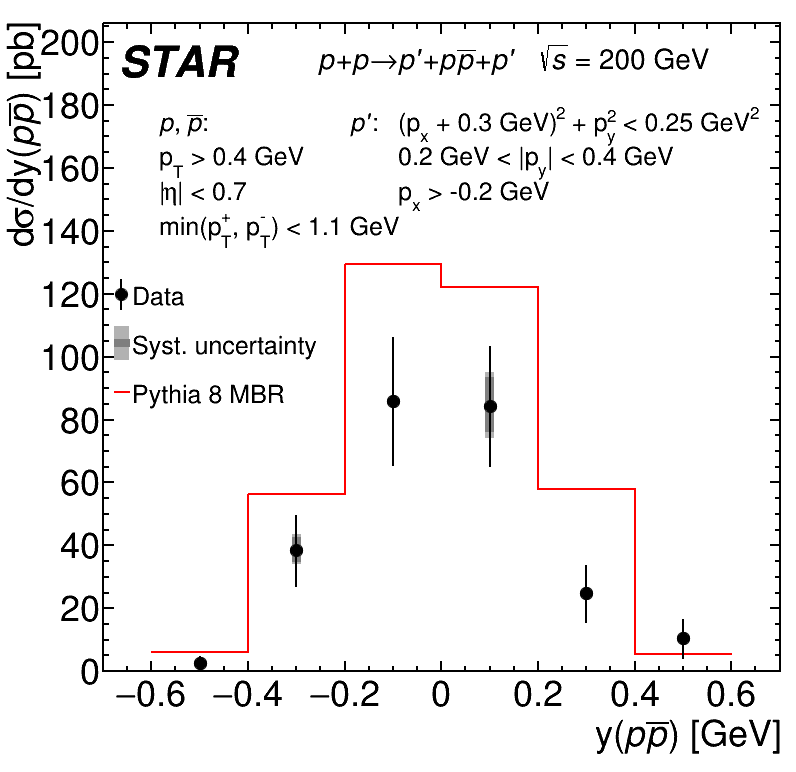 STAR p+p→p′+pp̅+p′ √s = 200 GeV
p, p̅: p′: (pₓ + 0.3 GeV)² + p_y² < 0.25 GeV²
p_T > 0.4 GeV 0.2 GeV < |p_y| < 0.4 GeV
|η| < 0.7 pₓ > -0.2 GeV
min(p_T⁺, p_T⁻) < 1.1 GeV
Data
Syst. uncertainty
Pythia 8 MBR
dσ/dy(pp̅) [pb]
200
180
160
140
120
100
80
60
40
20
0
−0.6 −0.4 −0.2 0 0.2 0.4 0.6
y(pp̅) [GeV]